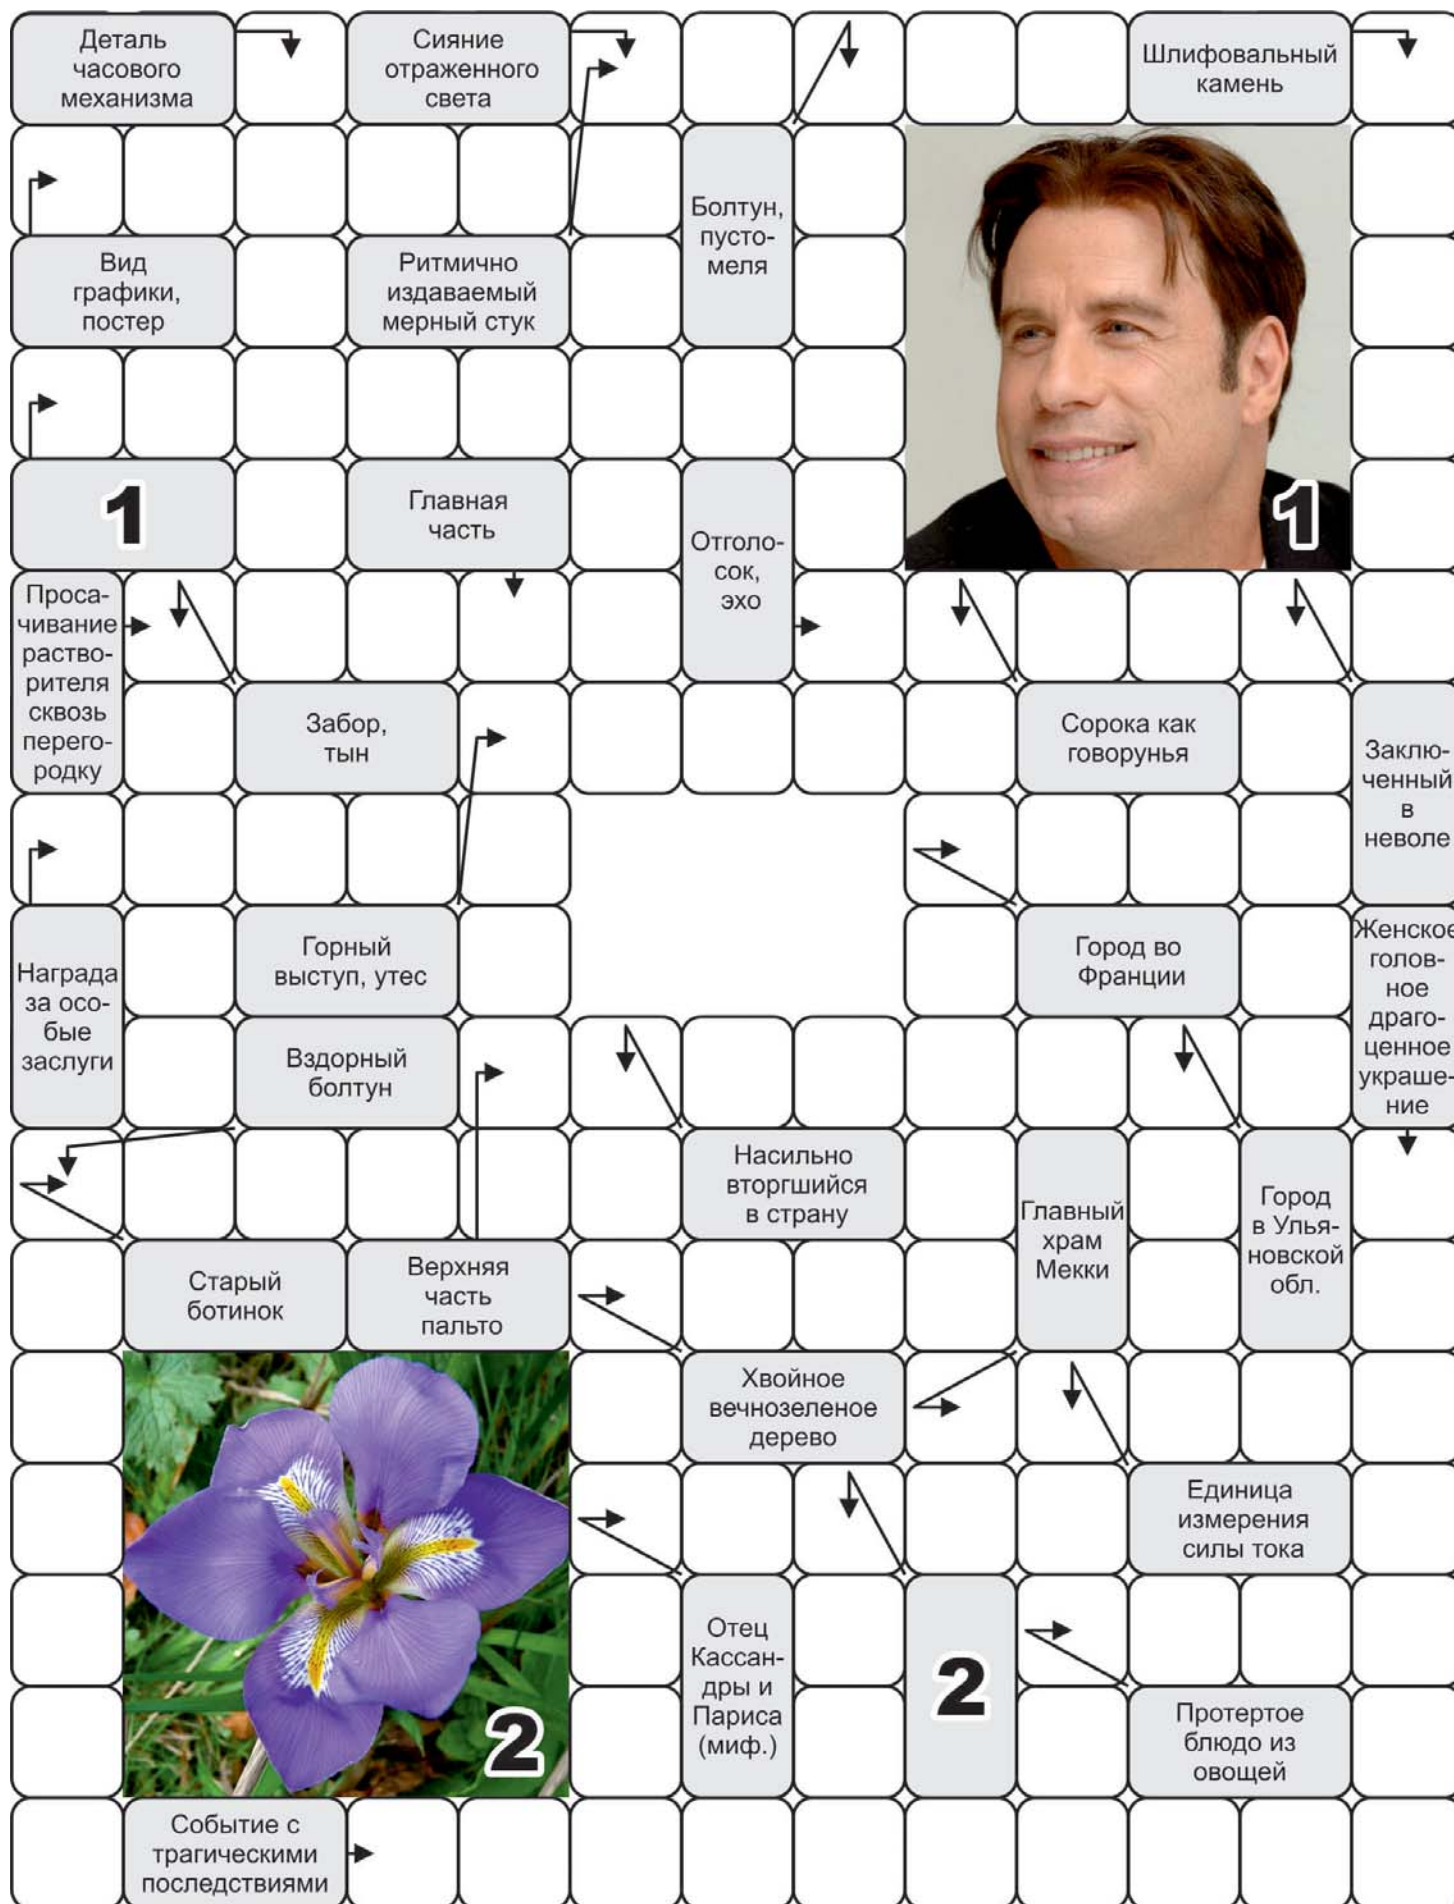 Деталь
часового
механизма
Сияние
отраженного
света
Шлифовальный
камень
Болтун,
пусто-
меля
Вид
графики,
постер
Ритмично
издаваемый
мерный стук
1
Главная
часть
Отголо-
сок,
эхо
1
Проса-
чивание
раство-
рителя
сквозь
перего-
родку
Забор,
тын
Сорока как
говорунья
Заклю-
ченный
в
неволе
Награда
за осо-
бые
заслуги
Горный
выступ, утес
Город во
Франции
Женское
голов-
ное
драго-
ценное
украше-
ние
Вздорный
болтун
Насильно
вторгшийся
в страну
Главный
храм
Мекки
Город
в Улья-
новской
обл.
Старый
ботинок
Верхняя
часть
пальто
Хвойное
вечнозеленое
дерево
Единица
измерения
силы тока
Отец
Кассан-
дры и
Париса
(миф.)
2
2
Протертое
блюдо из
овощей
Событие с
трагическими
последствиями